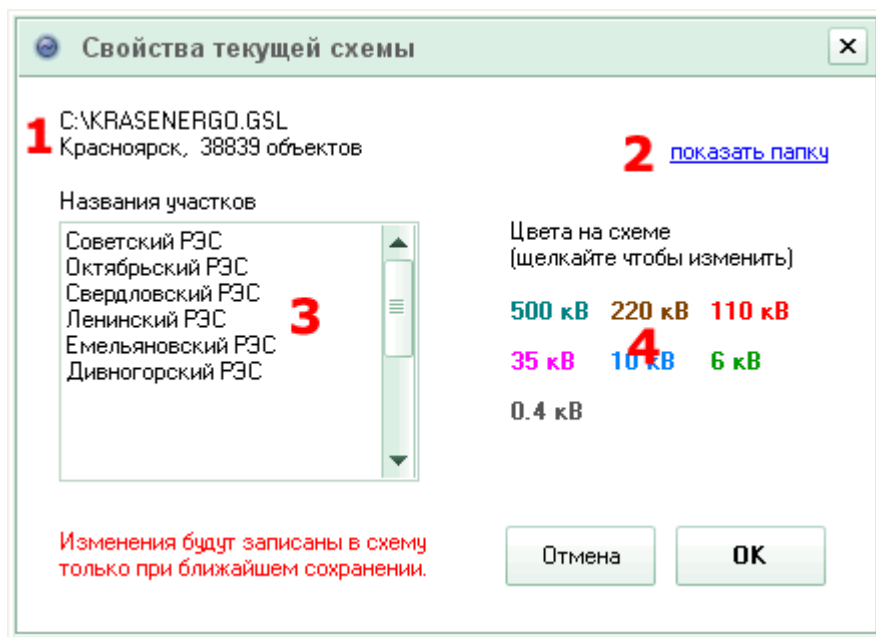 Свойства текущей схемы
1
C:\KRASENERGO.GSL
Красноярск, 38839 объектов
2
показать папку
Названия участков
Советский РЭС
Октябрьский РЭС
Свердловский РЭС
Ленинский РЭС
Емельяновский РЭС
Дивногорский РЭС
3
Цвета на схеме
(щелкайте чтобы изменить)
500 кВ 220 кВ 110 кВ
4
35 кВ 10 кВ 6 кВ
0.4 кВ
Изменения будут записаны в схему
только при ближайшем сохранении.
Отмена
OK